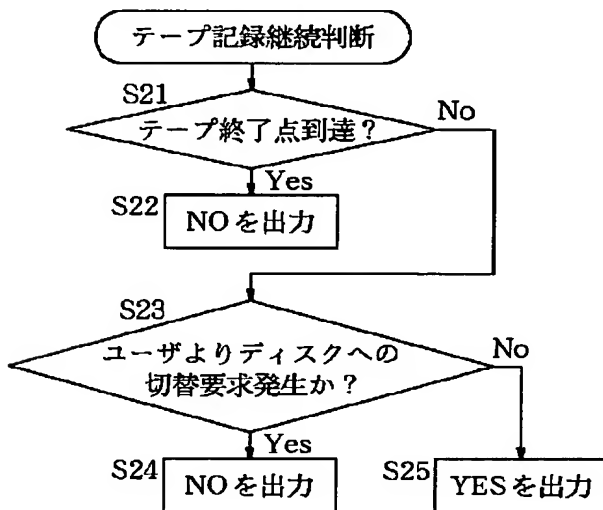 テープ記録継続判断
S21
テープ終了点到達？
No
Yes
S22
NOを出力
S23
ユーザよりディスクへの
切替要求発生か？
No
Yes
S24
NOを出力
S25
YESを出力